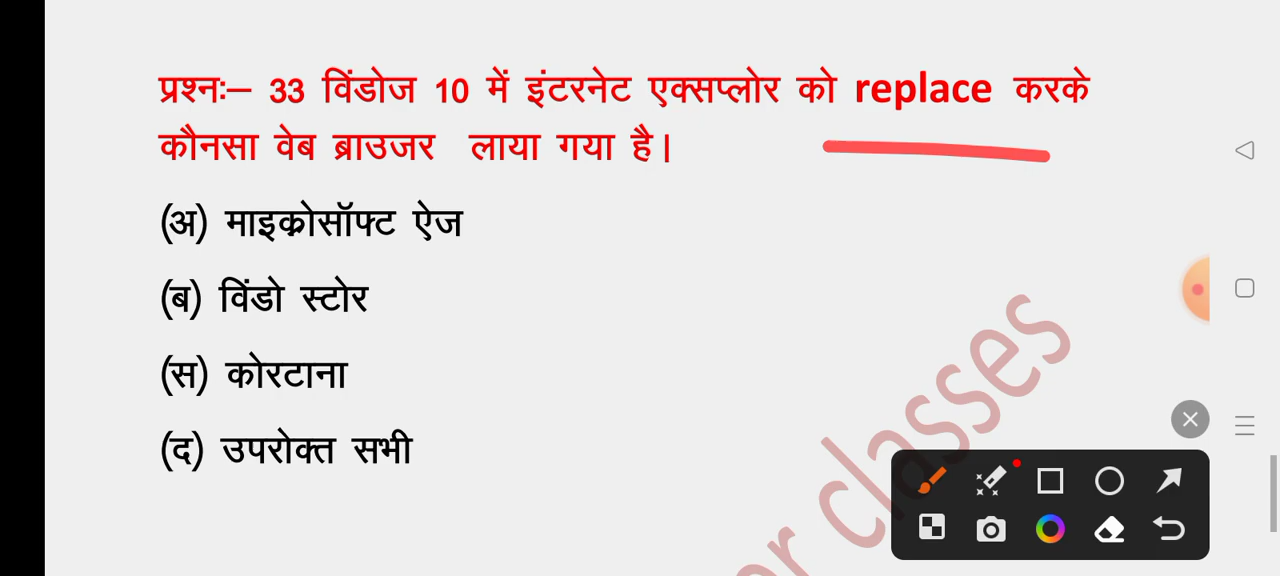 प्रश्नः– 33 विंडोज 10 में इंटरनेट एक्सप्लोर को replace करके
कौनसा वेब ब्राउजर लाया गया है।
(अ) माइक्रोसॉफ्ट ऐज
(ब) विंडो स्टोर
(स) कोरटाना
(द) उपरोक्त सभी
classes